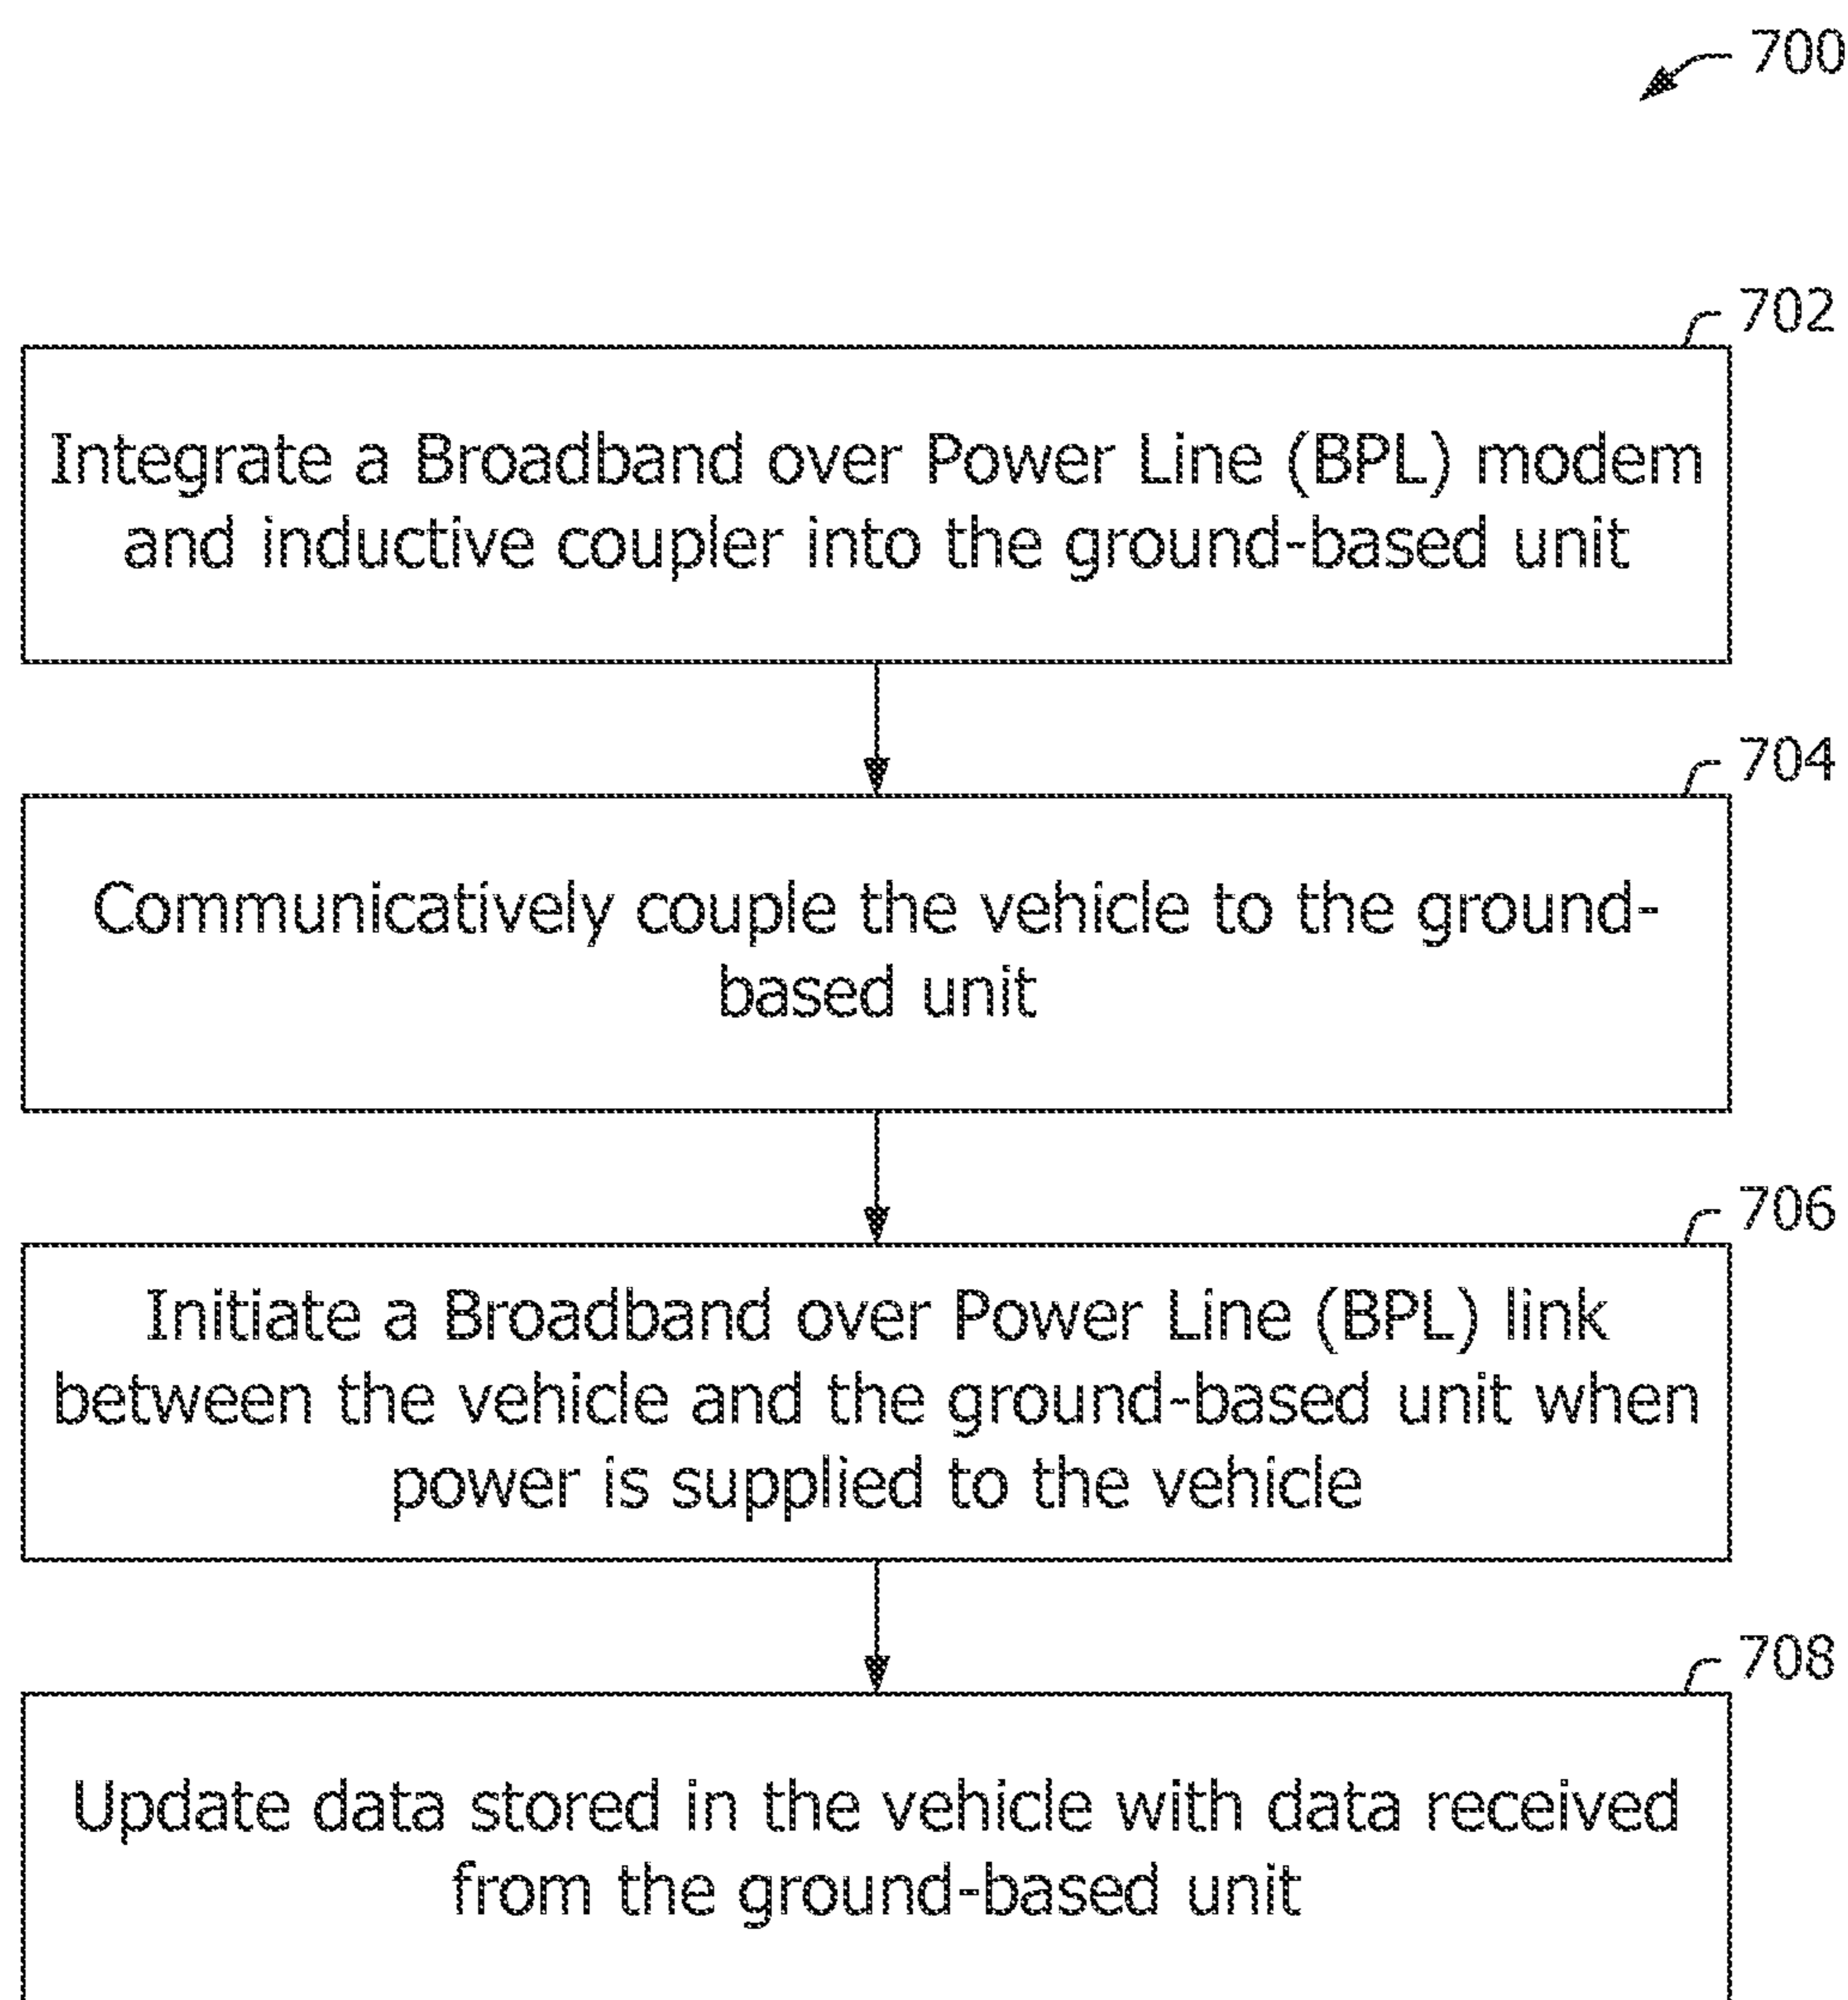 700
702
Integrate a Broadband over Power Line (BPL) modem
and inductive coupler into the ground-based unit
704
Communicatively couple the vehicle to the ground-
based unit
706
Initiate a Broadband over Power Line (BPL) link
between the vehicle and the ground-based unit when
power is supplied to the vehicle
708
Update data stored in the vehicle with data received
from the ground-based unit